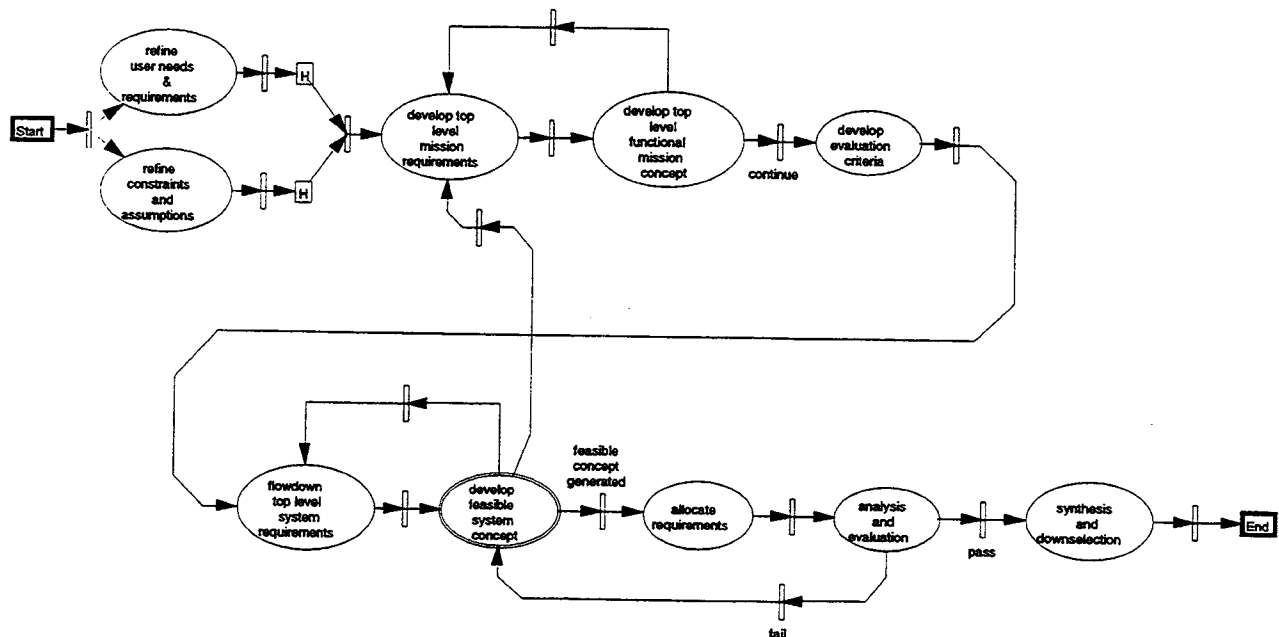 Start
refine
user needs
&
requirements
H
refine
constraints
and
assumptions
H
develop top
level
mission
requirements
develop top
level
functional
mission
concept
continue
develop
evaluation
criteria
flowdown
top level
system
requirements
develop
feasible
system
concept
feasible
concept
generated
allocate
requirements
analysis
and
evaluation
pass
fail
synthesis
and
downselection
End